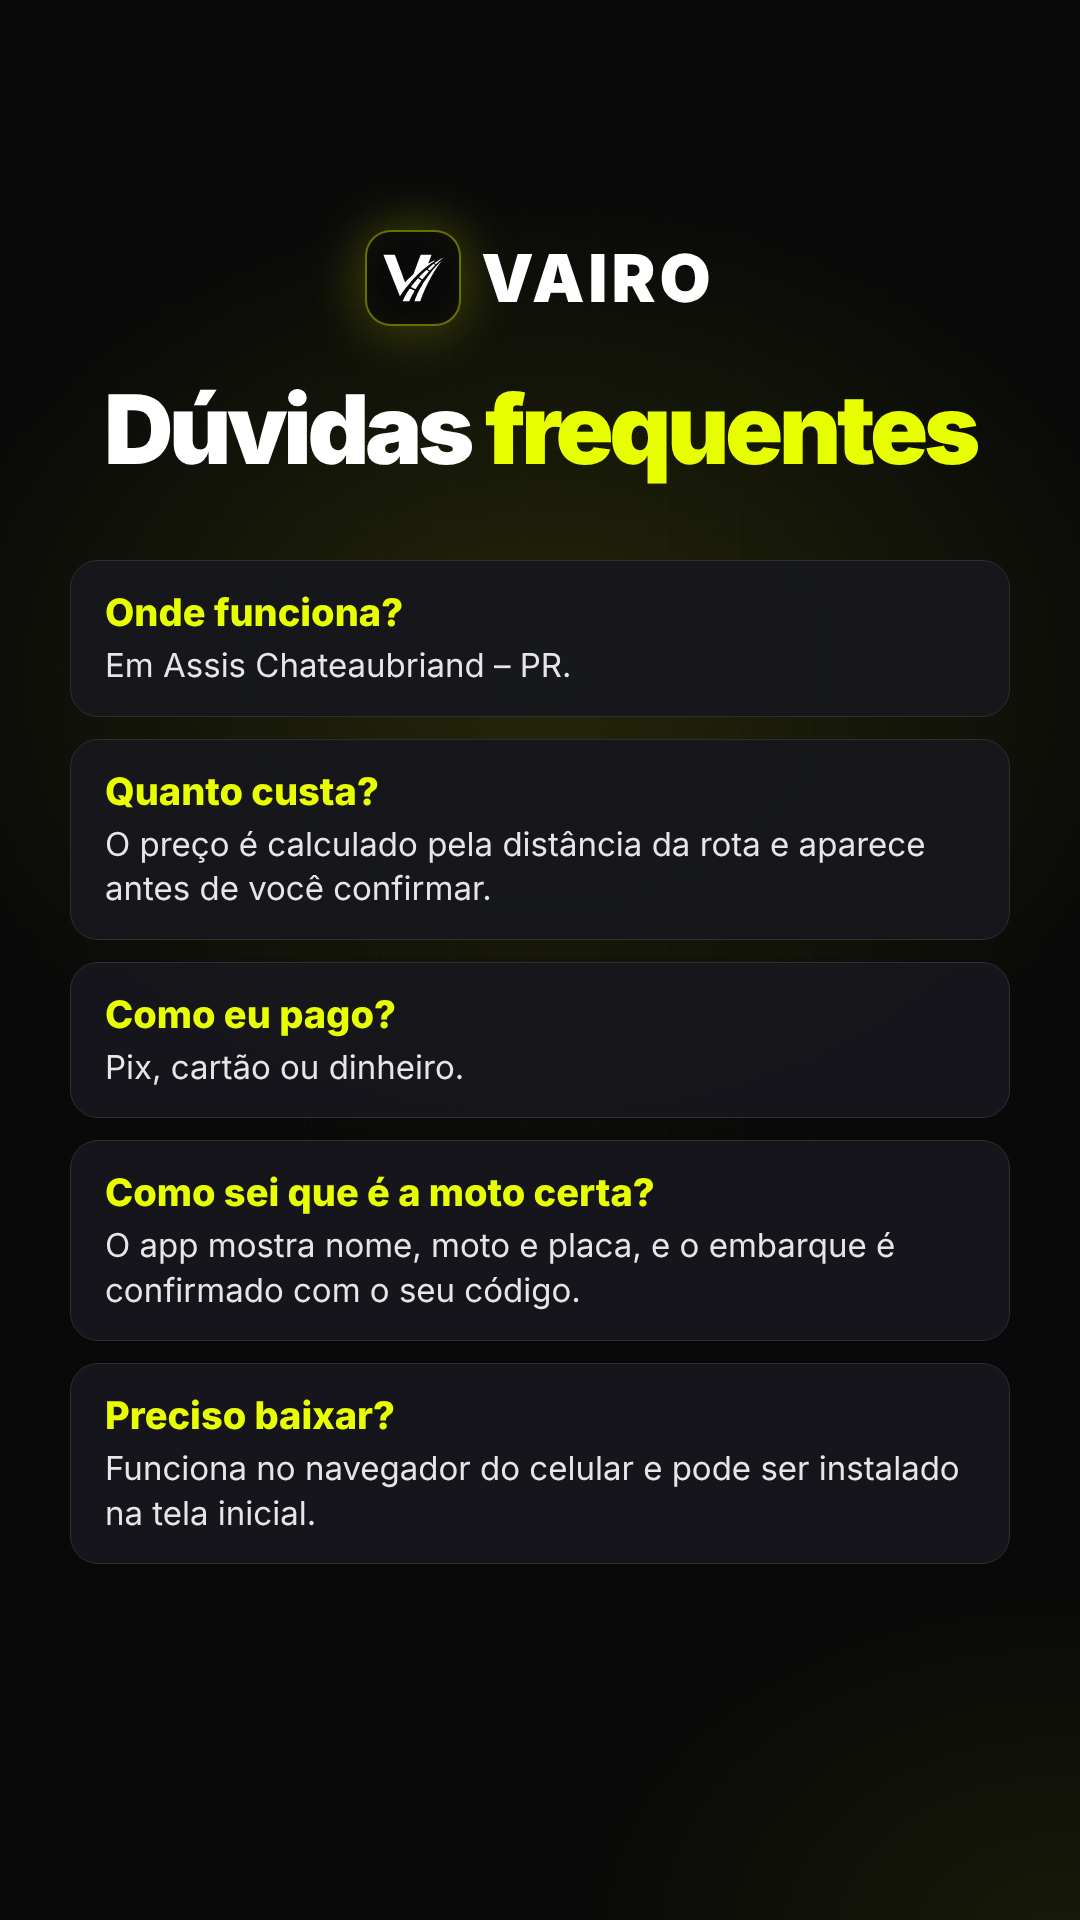 VAIRO
Dúvidas frequentes
Onde funciona?
Em Assis Chateaubriand – PR.
Quanto custa?
O preço é calculado pela distância da rota e aparece
antes de você confirmar.
Como eu pago?
Pix, cartão ou dinheiro.
Como sei que é a moto certa?
O app mostra nome, moto e placa, e o embarque é
confirmado com o seu código.
Preciso baixar?
Funciona no navegador do celular e pode ser instalado
na tela inicial.